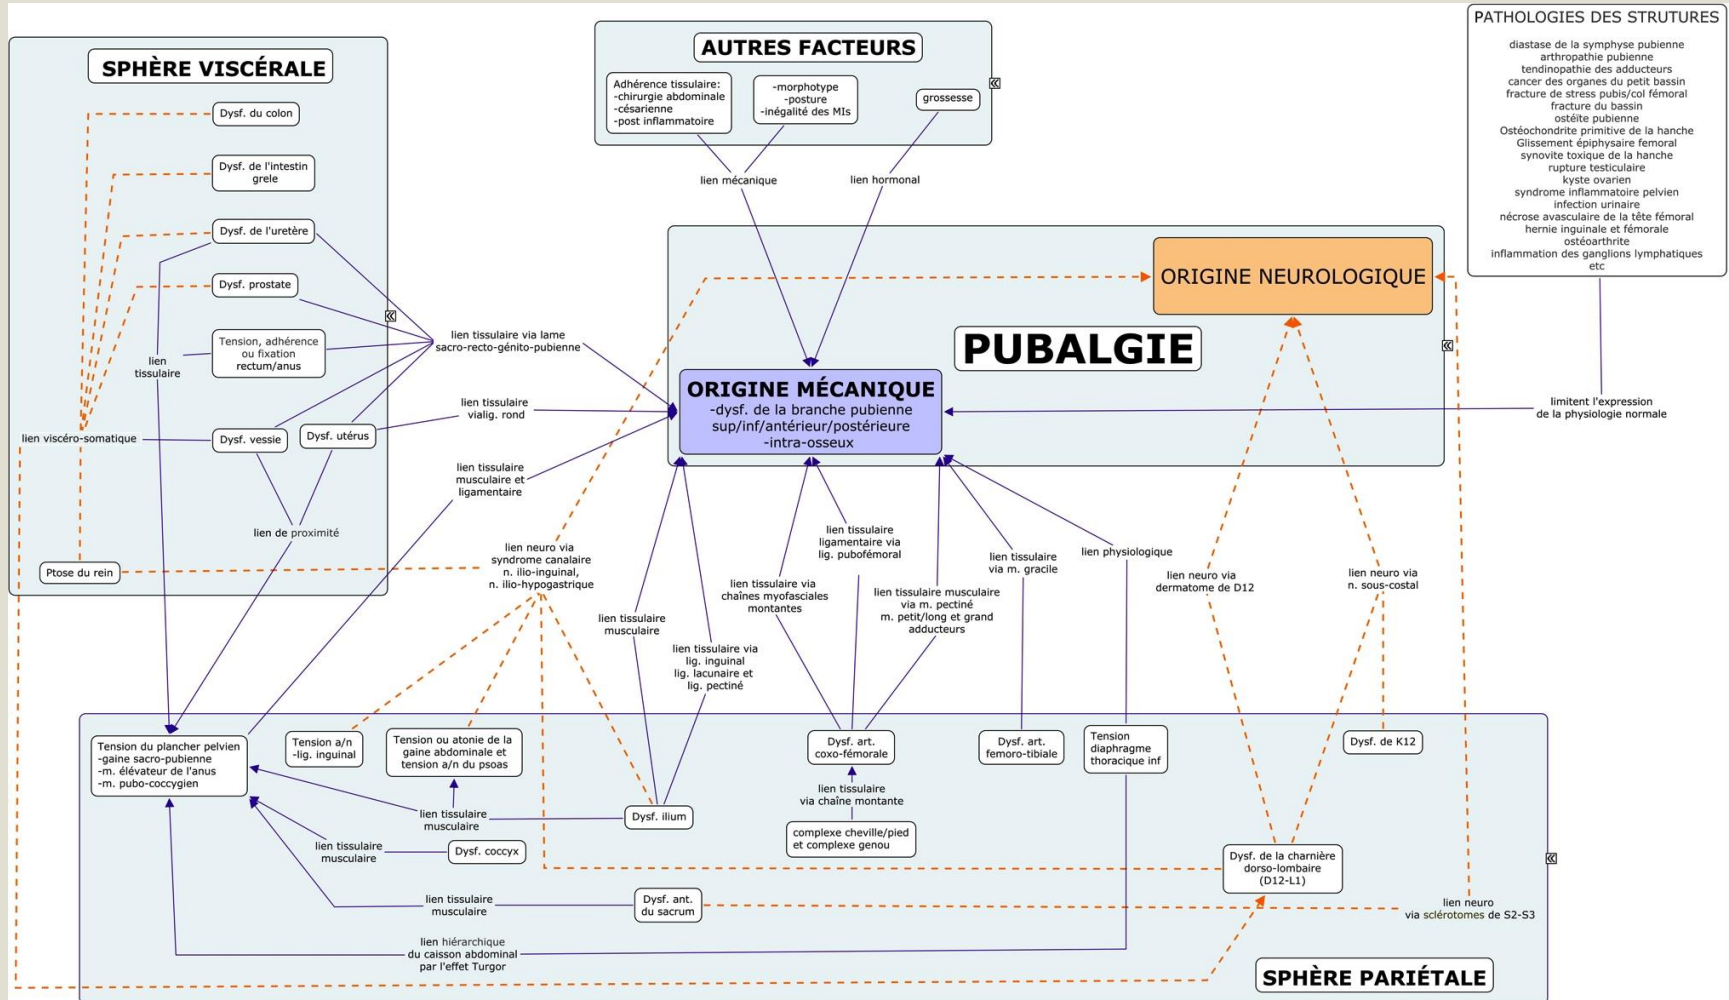 PATHOLOGIES DES STRUTURES
diastase de la symphyse pubienne
arthropathie pubienne
tendinopathie des adducteurs
cancer des organes du petit bassin
fracture de stress pubis/col fémoral
fracture du bassin
ostéïte pubienne
Ostéochondrite primitive de la hanche
Glissement épiphysaire femoral
synovite toxique de la hanche
rupture testiculaire
kyste ovarien
syndrome inflammatoire pelvien
infection urinaire
nécrose avasculaire de la tête fémoral
hernie inguinale et fémorale
ostéoarthrite
inflammation des ganglions lymphatiques
etc
limitent l'expression
de la physiologie normale
SPHÈRE VISCÉRALE
Dysf. du colon
Dysf. de l'intestin
grele
Dysf. de l'uretère
Dysf. prostate
Tension, adhérence
ou fixation
rectum/anus
lien
tissulaire
lien viscéro-somatique
Dysf. vessie
Dysf. utérus
lien de proximité
Ptose du rein
lien tissulaire via lame
sacro-recto-génito-pubienne
lien tissulaire
vialig. rond
lien tissulaire
musculaire et
ligamentaire
AUTRES FACTEURS
Adhérence tissulaire:
-chirurgie abdominale
-césarienne
-post inflammatoire
-morphotype
-posture
-inégalité des MIs
grossesse
lien mécanique
lien hormonal
ORIGINE NEUROLOGIQUE
PUBALGIE
ORIGINE MÉCANIQUE
-dysf. de la branche pubienne
sup/inf/antérieur/postérieure
-intra-osseux
lien neuro via
syndrome canalaire
n. ilio-inguinal,
n. ilio-hypogastrique
lien tissulaire
musculaire
lien tissulaire via
lig. inguinal
lig. lacunaire et
lig. pectiné
lien tissulaire via
chaînes myofasciales
montantes
lien tissulaire
ligamentaire via
lig. pubofémoral
lien tissulaire musculaire
via m. pectiné
m. petit/long et grand
adducteurs
lien tissulaire
via m. gracile
lien physiologique
lien neuro via
dermatome de D12
lien neuro via
n. sous-costal
Tension du plancher pelvien
-gaine sacro-pubienne
-m. élévateur de l'anus
-m. pubo-coccygien
Tension a/n
-lig. inguinal
Tension ou atonie de la
gaine abdominale et
tension a/n du psoas
Dysf. art.
coxo-fémorale
Dysf. art.
femoro-tibiale
Tension
diaphragme
thoracique inf
Dysf. de K12
lien tissulaire
musculaire
Dysf. ilium
lien tissulaire
via chaîne montante
complexe cheville/pied
et complexe genou
lien tissulaire
musculaire
Dysf. coccyx
Dysf. de la charnière
dorso-lombaire
(D12-L1)
lien tissulaire
musculaire
Dysf. ant.
du sacrum
lien neuro
via sclérotomes de S2-S3
lien hiérarchique
du caisson abdominal
par l'effet Turgor
SPHÈRE PARIÉTALE